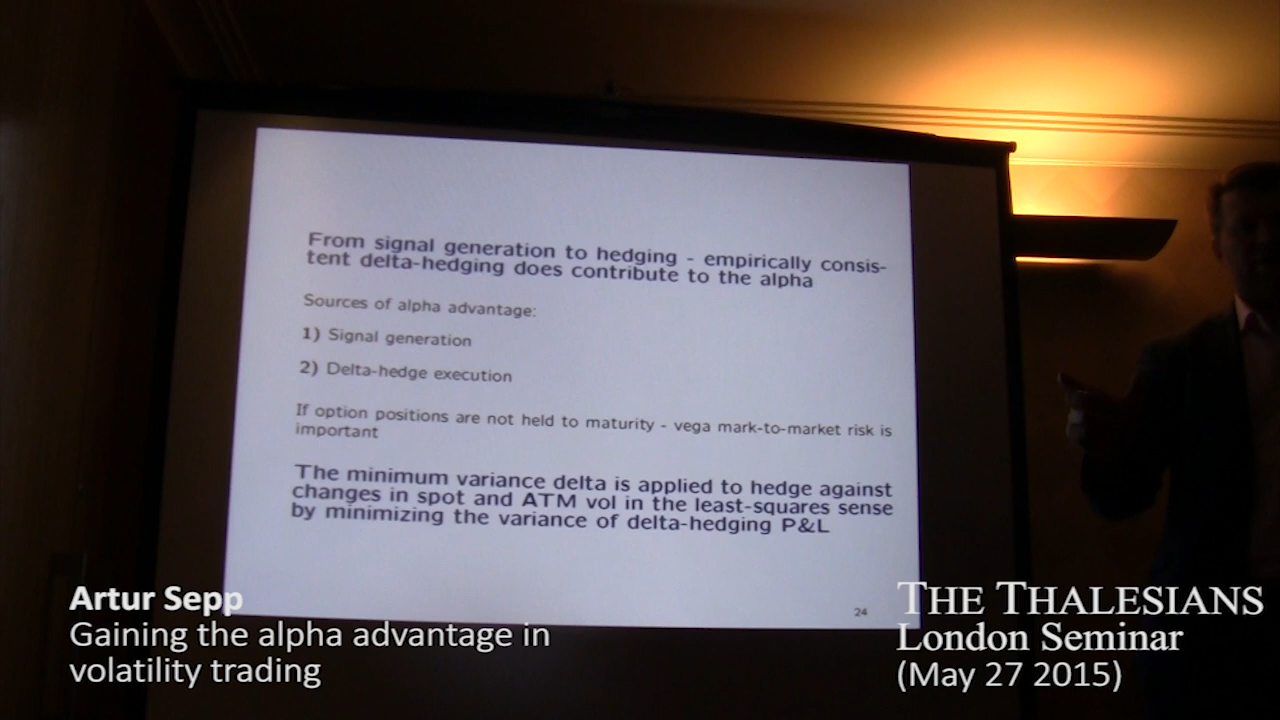 From signal generation to hedging - empirically consis-
tent delta-hedging does contribute to the alpha
Sources of alpha advantage:
1) Signal generation
2) Delta-hedge execution
If option positions are not held to maturity - vega mark-to-market risk is
important
The minimum variance delta is applied to hedge against
changes in spot and ATM vol in the least-squares sense
by minimizing the variance of delta-hedging P&L
24
Artur Sepp
Gaining the alpha advantage in
volatility trading
THE THALESIANS
London Seminar
(May 27 2015)